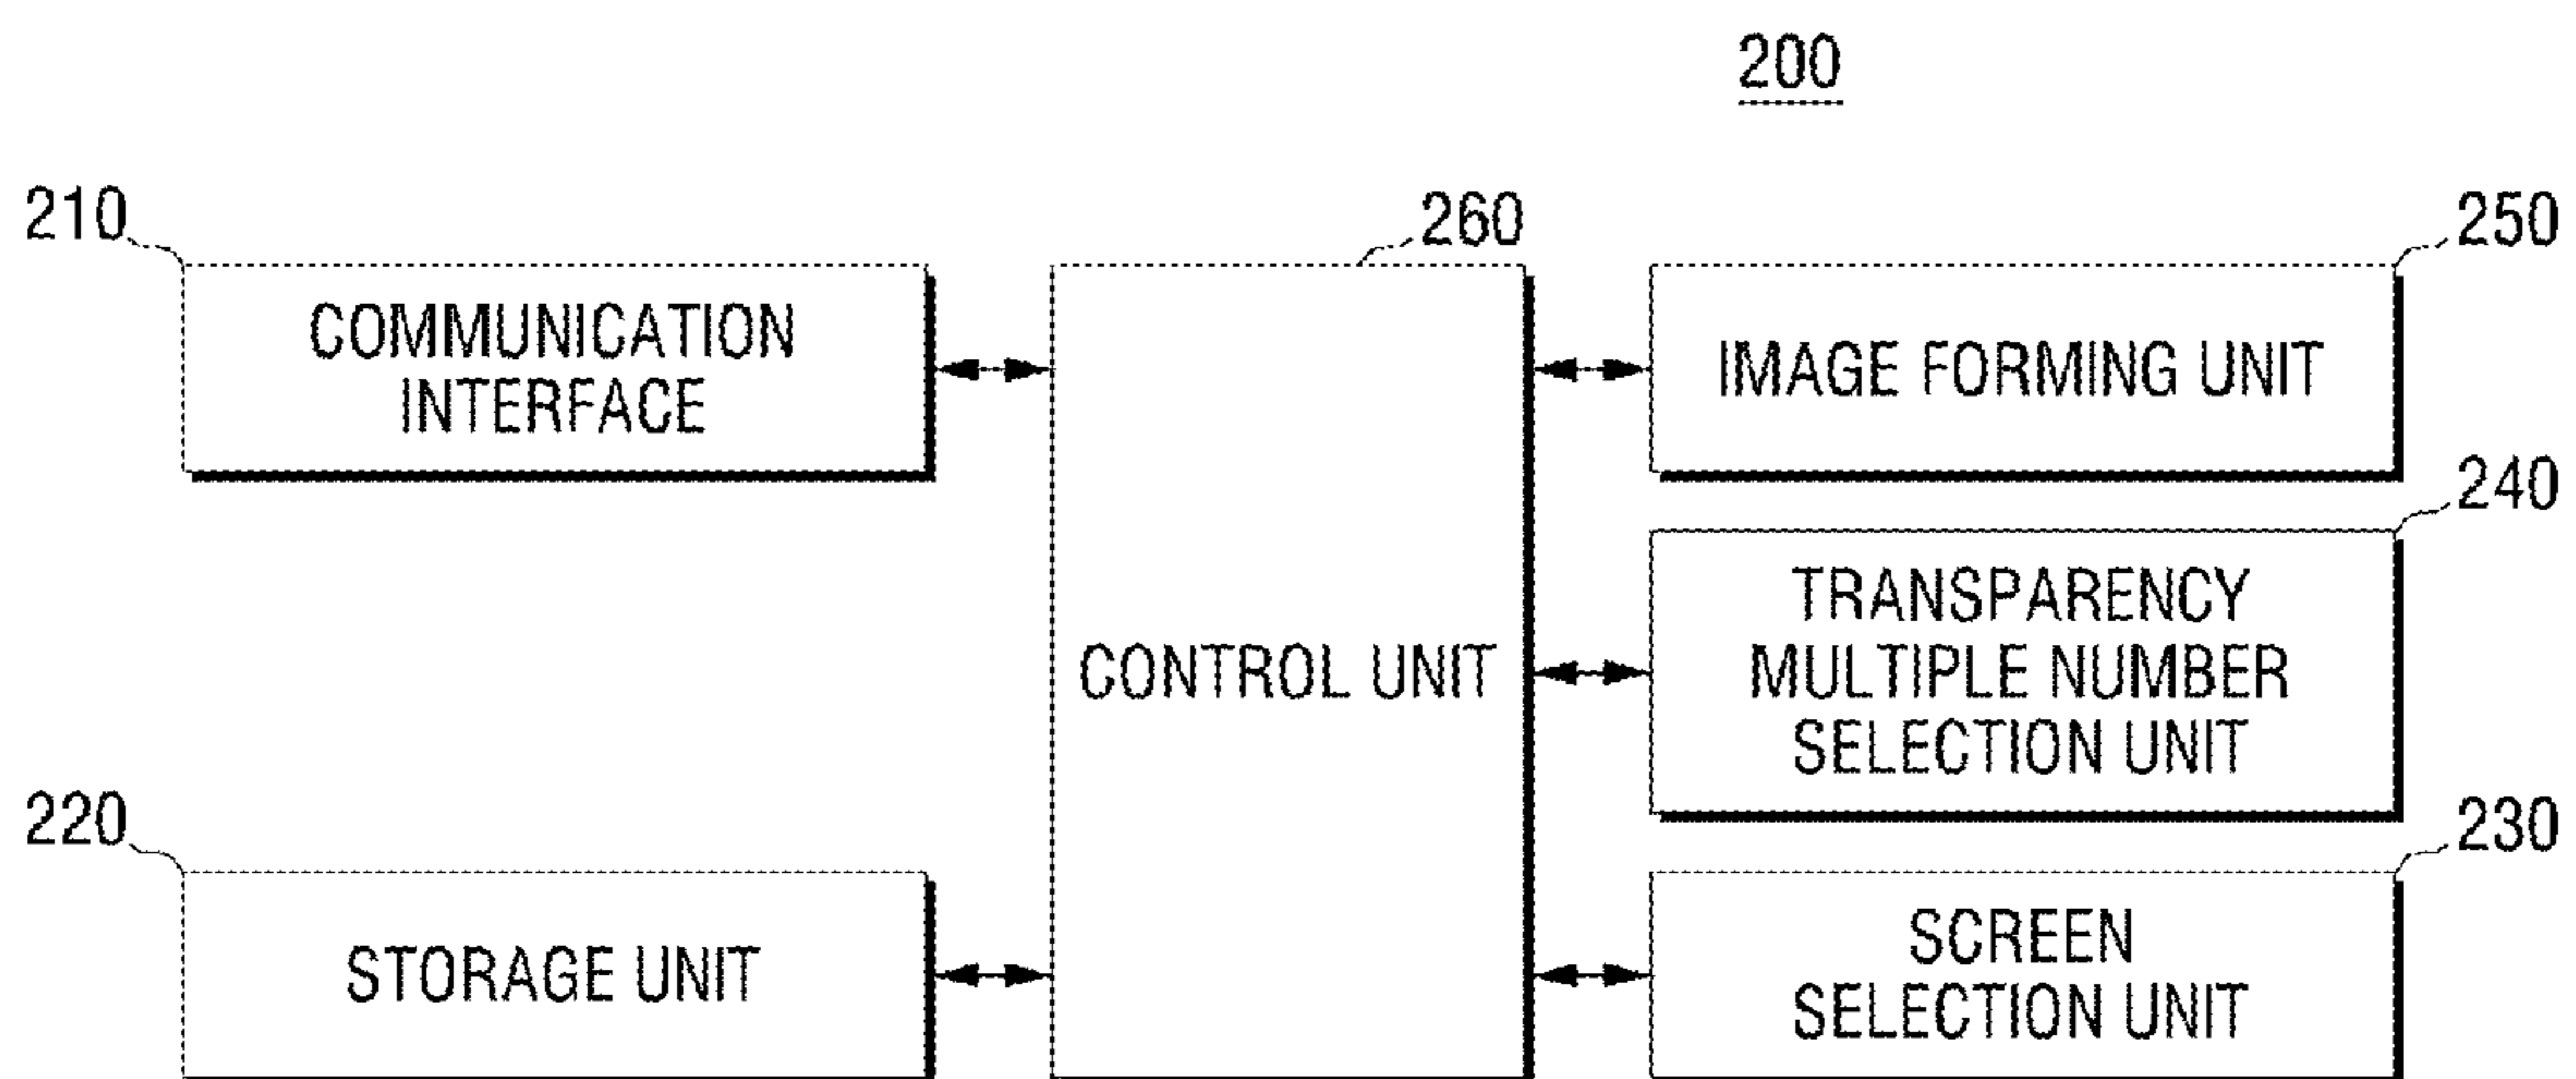 200
210
260
250
COMMUNICATION
INTERFACE
IMAGE FORMING UNIT
240
TRANSPARENCY
MULTIPLE NUMBER
SELECTION UNIT
CONTROL UNIT
220
230
STORAGE UNIT
SCREEN
SELECTION UNIT